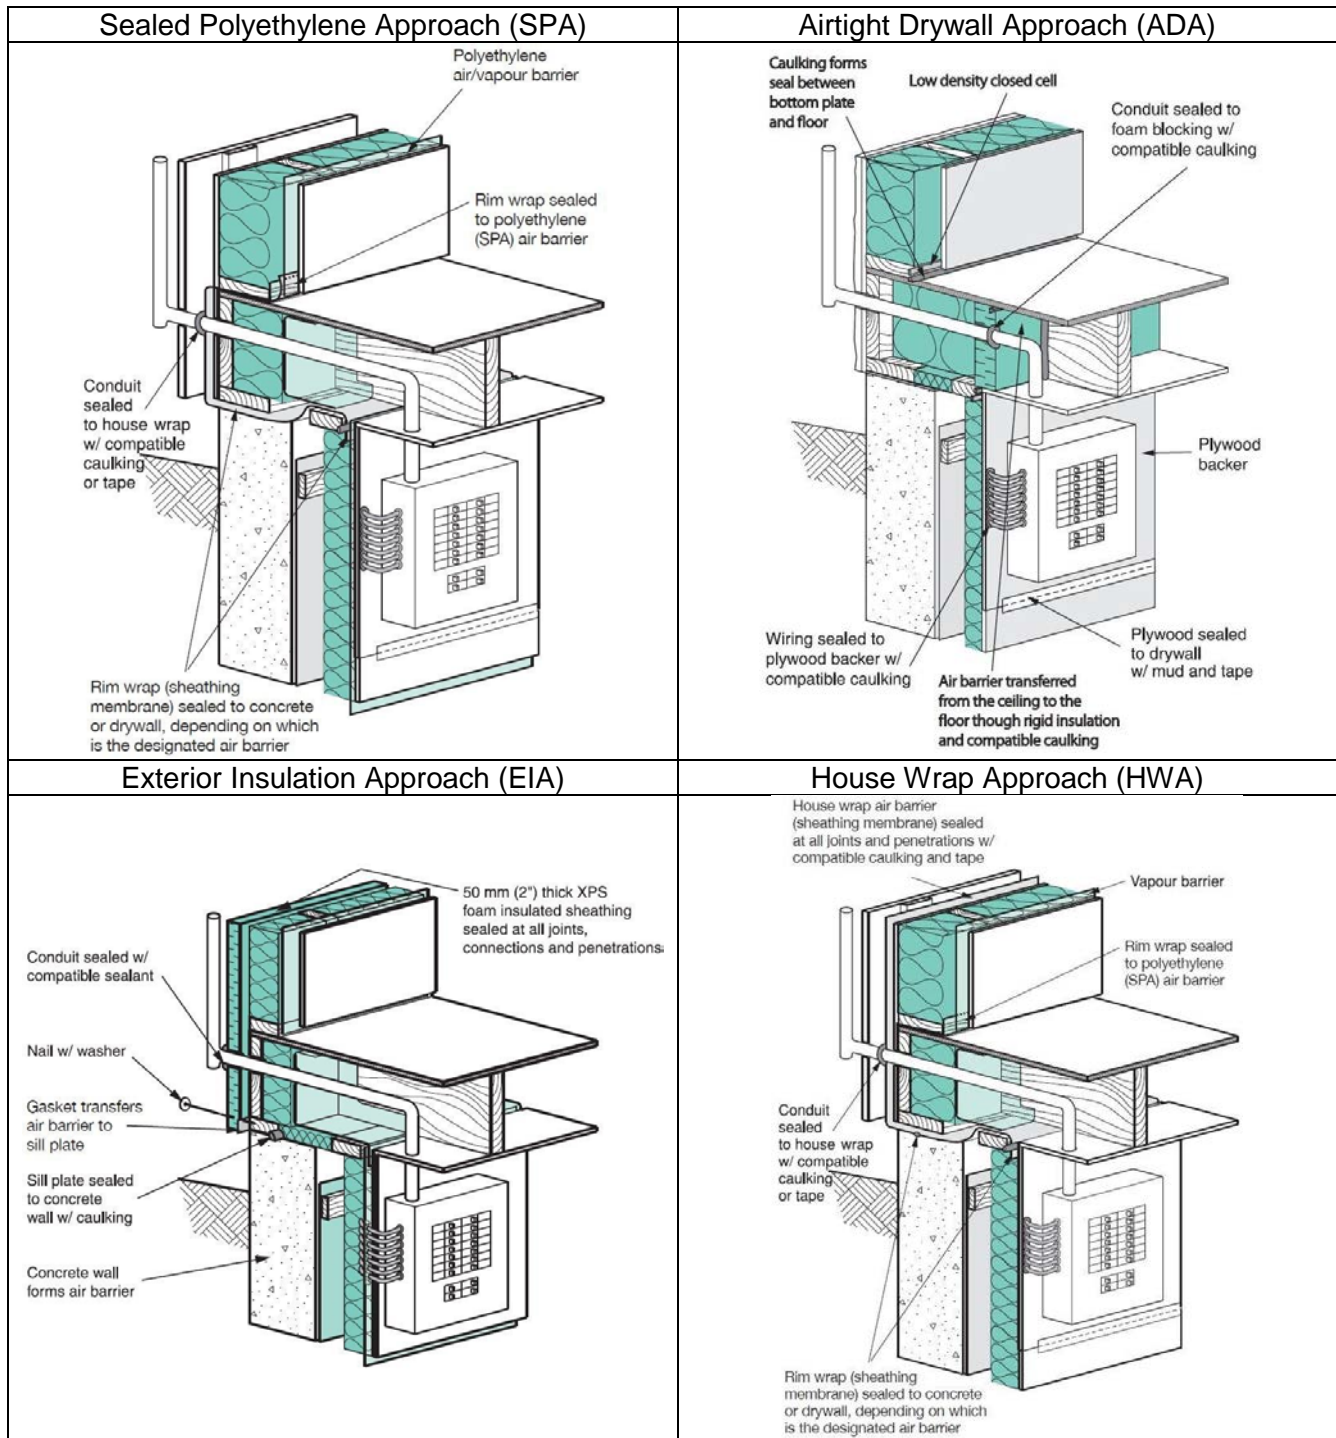 Sealed Polyethylene Approach (SPA)
Polyethylene
air/vapour barrier
Rim wrap sealed
to polyethylene
(SPA) air barrier
Conduit
sealed
to house wrap
w/ compatible
caulking
or tape
Rim wrap (sheathing
membrane) sealed to concrete
or drywall, depending on which
is the designated air barrier
Airtight Drywall Approach (ADA)
Caulking forms
seal between
bottom plate
and floor
Low density closed cell
Conduit sealed to
foam blocking w/
compatible caulking
Plywood
backer
Wiring sealed to
plywood backer w/
compatible caulking
Plywood sealed
to drywall
w/ mud and tape
Air barrier transferred
from the ceiling to the
floor though rigid insulation
and compatible caulking
Exterior Insulation Approach (EIA)
50 mm (2") thick XPS
foam insulated sheathing
sealed at all joints,
connections and penetrations
Conduit sealed w/
compatible sealant
Nail w/ washer
Gasket transfers
air barrier to
sill plate
Sill plate sealed
to concrete
wall w/ caulking
Concrete wall
forms air barrier
House Wrap Approach (HWA)
House wrap air barrier
(sheathing membrane) sealed
at all joints and penetrations w/
compatible caulking and tape
Vapour barrier
Rim wrap sealed
to polyethylene
(SPA) air barrier
Conduit
sealed
to house wrap
w/ compatible
caulking
or tape
Rim wrap (sheathing
membrane) sealed to concrete
or drywall, depending on which
is the designated air barrier